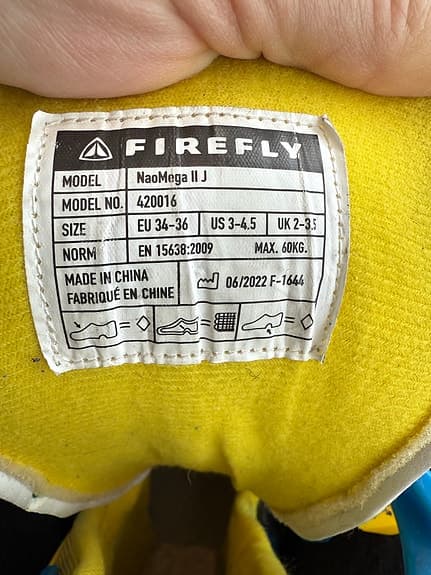 FIREFLY
MODEL NaoMega II J
MODEL NO. 420016
SIZE EU 34-36 US 3-4.5 UK 2-3.5
NORM EN 15638:2009 MAX. 60KG.
MADE IN CHINA
FABRIQUÉ EN CHINE
06/2022 F-1644